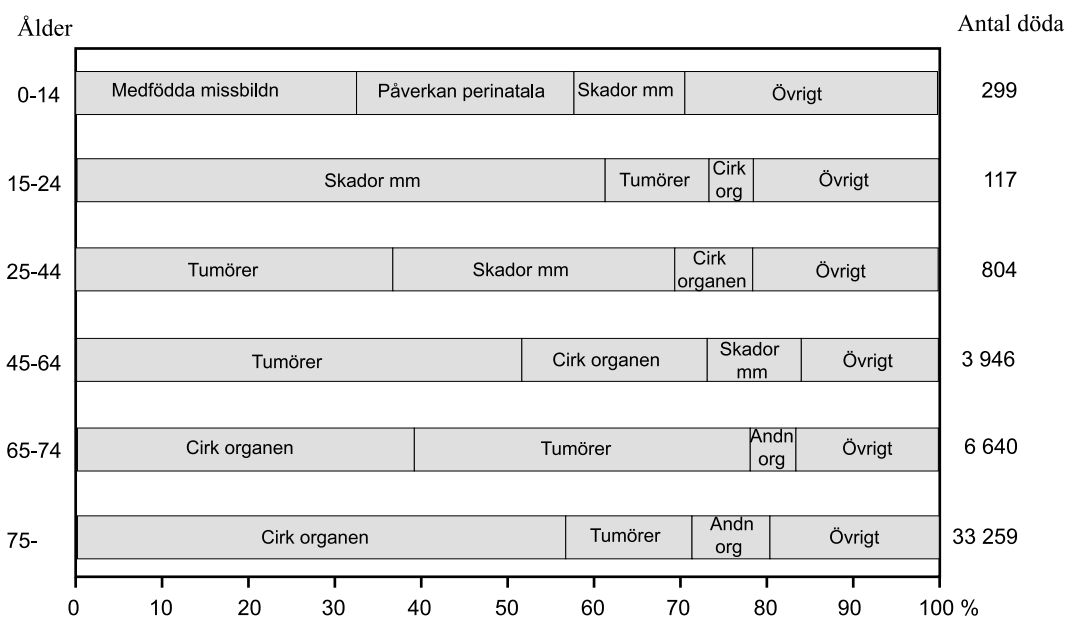 Ålder
Antal döda
0-14
Medfödda missbildn
Påverkan perinatala
Skador mm
Övrigt
299
15-24
Skador mm
Tumörer
Cirk
org
Övrigt
117
25-44
Tumörer
Skador mm
Cirk
organen
Övrigt
804
45-64
Tumörer
Cirk organen
Skador
mm
Övrigt
3 946
65-74
Cirk organen
Tumörer
Andn
org
Övrigt
6 640
75-
Cirk organen
Tumörer
Andn
org
Övrigt
33 259
0 10 20 30 40 50 60 70 80 90 100 %